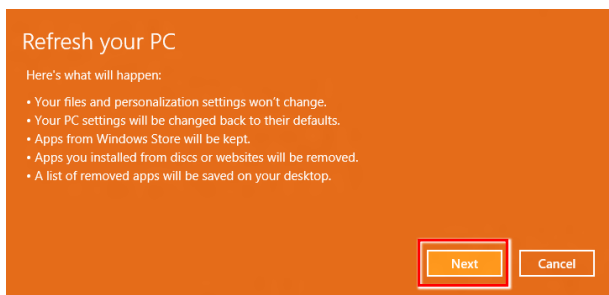 Refresh your PC
Here's what will happen:
• Your files and personalization settings won't change.
• Your PC settings will be changed back to their defaults.
• Apps from Windows Store will be kept.
• Apps you installed from discs or websites will be removed.
• A list of removed apps will be saved on your desktop.
Next Cancel